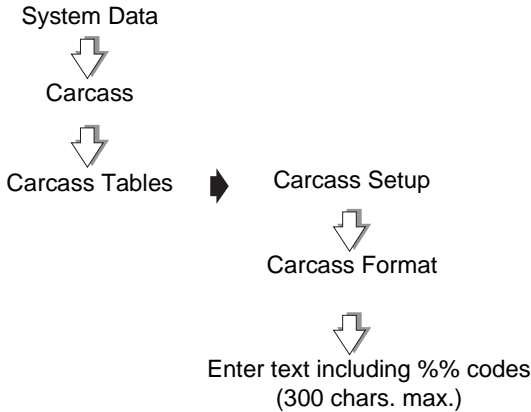 System Data
Carcass
Carcass Tables
Carcass Setup
Carcass Format
Enter text including %% codes
(300 chars. max.)